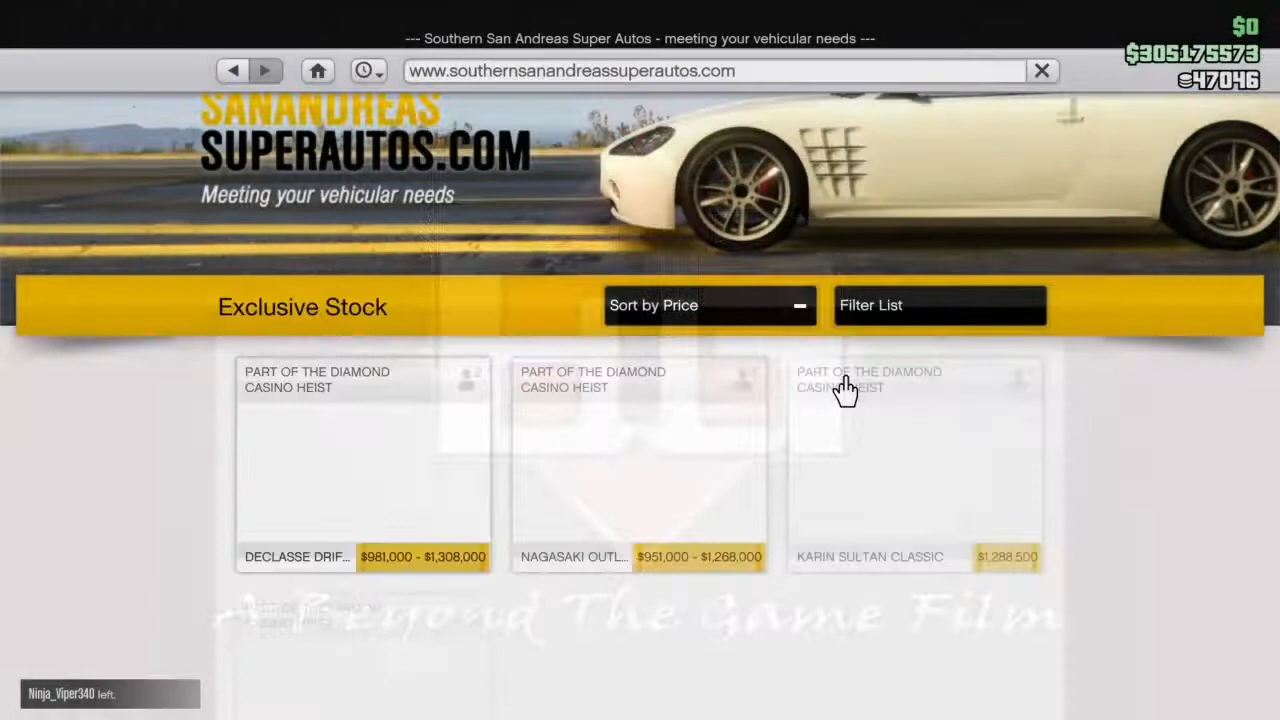 --- Southern San Andreas Super Autos - meeting your vehicular needs ---
$0
$305175573
47046
www.southernsanandreassuperautos.com
SANANDREAS
SUPERAUTOS.COM
Meeting your vehicular needs
Exclusive Stock
Sort by Price
Filter List
PART OF THE DIAMOND
CASINO HEIST
DECLASSE DRIF... $981,000 - $1,308,000
PART OF THE DIAMOND
CASINO HEIST
NAGASAKI OUTL... $951,000 - $1,268,000
PART OF THE DIAMOND
CASINO HEIST
KARIN SULTAN CLASSIC $1,288,500
A Beyond The Game Film
Ninja_Viper340 left.